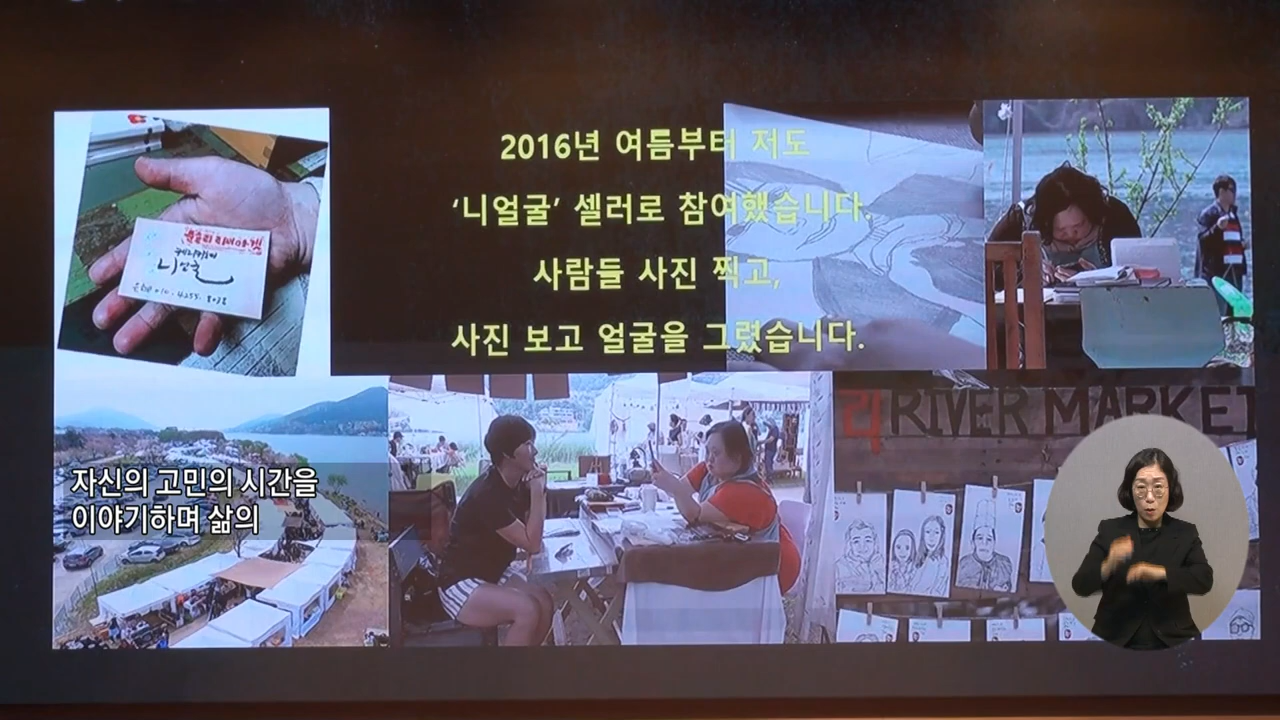 2016년 여름부터 저도
‘니얼굴’ 셀러로 참여했습니다.
사람들 사진 찍고,
사진 보고 얼굴을 그렸습니다.
니얼굴
리 RIVER MARKET
자신의 고민의 시간을
이야기하며 삶의